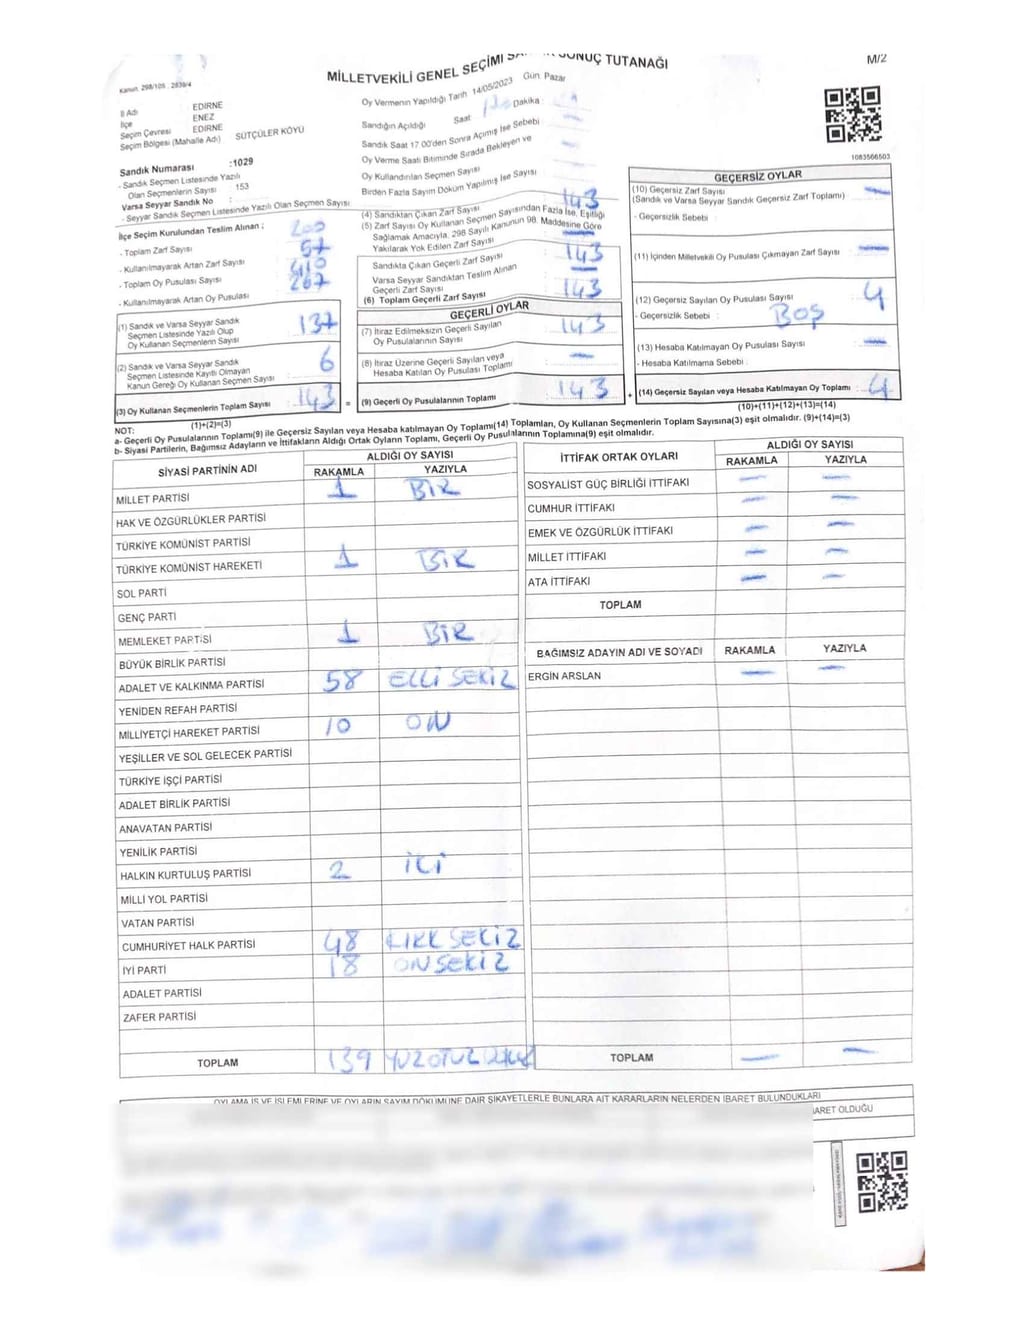 MİLLETVEKİLİ GENEL SEÇİMİ SONUÇ TUTANAĞI
M/2
Kanun: 298/105 , 2839/4
İl Adı : EDİRNE
İlçe : ENEZ
Seçim Çevresi : EDİRNE
Seçim Bölgesi (Mahalle Adı) : SÜTÇÜLER KÖYÜ
Sandık Numarası :1029
- Sandık Seçmen Listesinde Yazılı
Olan Seçmenlerin Sayısı : 153
Varsa Seyyar Sandık No :
- Seyyar Sandık Seçmen Listesinde Yazılı Olan Seçmen Sayısı
İlçe Seçim Kurulundan Teslim Alınan ;
- Toplam Zarf Sayısı 200
- Kullanılmayarak Artan Zarf Sayısı 57
- Toplam Oy Pusulası Sayısı 410
- Kullanılmayarak Artan Oy Pusulası 267
(1) Sandık ve Varsa Seyyar Sandık
Seçmen Listesinde Yazılı Olup
Oy Kullanan Seçmenlerin Sayısı 137
(2) Sandık ve Varsa Seyyar Sandık
Seçmen Listesinde Kayıtlı Olmayan
Kanun Gereği Oy Kullanan Seçmen Sayısı 6
(3) Oy Kullanan Seçmenlerin Toplam Sayısı 143 =
(1)+(2)=(3)
Oy Vermenin Yapıldığı Tarih 14/05/2023 Gün: Pazar
Sandığın Açıldığı Saat Dakika :
Sandık Saat 17.00'den Sonra Açımış İse Sebebi :
Oy Verme Saati Bitiminde Sırada Bekleyen ve
Oy Kullandırılan Seçmen Sayısı
Birden Fazla Sayım Döküm Yapılmış İse Sayısı
(4) Sandıktan Çıkan Zarf Sayısı 143
(5) Zarf Sayısı Oy Kullanan Seçmen Sayısından Fazla İse, Eşitliği
Sağlamak Amacıyla, 298 Sayılı Kanunun 98. Maddesine Göre
Yakılarak Yok Edilen Zarf Sayısı
Sandıkta Çıkan Geçerli Zarf Sayısı 143
Varsa Seyyar Sandıktan Teslim Alınan
Geçerli Zarf Sayısı
(6) Toplam Geçerli Zarf Sayısı 143
GEÇERLİ OYLAR
(7) İtiraz Edilmeksizin Geçerli Sayılan
Oy Pusulalarının Sayısı 143
(8) İtiraz Üzerine Geçerli Sayılan veya
Hesaba Katılan Oy Pusulası Toplamı
(9) Geçerli Oy Pusulalarının Toplamı 143 +
1083566503
GEÇERSİZ OYLAR
(10) Geçersiz Zarf Sayısı
(Sandık ve Varsa Seyyar Sandık Geçersiz Zarf Toplamı)
- Geçersizlik Sebebi :
(11) İçinden Milletvekili Oy Pusulası Çıkmayan Zarf Sayısı
(12) Geçersiz Sayılan Oy Pusulası Sayısı 4
- Geçersizlik Sebebi : BOŞ
(13) Hesaba Katılmayan Oy Pusulası Sayısı
- Hesaba Katılmama Sebebi :
(14) Geçersiz Sayılan veya Hesaba Katılmayan Oy Toplamı 4
(10)+(11)+(12)+(13)=(14)
NOT:
a- Geçerli Oy Pusulalarının Toplamı(9) ile Geçersiz Sayılan veya Hesaba katılmayan Oy Toplamı(14) Toplamları, Oy Kullanan Seçmenlerin Toplam Sayısına(3) eşit olmalıdır. (9)+(14)=(3)
b- Siyasi Partilerin, Bağımsız Adayların ve İttifakların Aldığı Ortak Oyların Toplamı, Geçerli Oy Pusulalarının Toplamına(9) eşit olmalıdır.
SİYASİ PARTİNİN ADI ALDIĞI OY SAYISI
RAKAMLA YAZIYLA
MİLLET PARTİSİ 1 BİR
HAK VE ÖZGÜRLÜKLER PARTİSİ
TÜRKİYE KOMÜNİST PARTİSİ
TÜRKİYE KOMÜNİST HAREKETİ 1 BİR
SOL PARTİ
GENÇ PARTİ
MEMLEKET PARTİSİ 1 BİR
BÜYÜK BİRLİK PARTİSİ
ADALET VE KALKINMA PARTİSİ 58 ELLİ SEKİZ
YENİDEN REFAH PARTİSİ
MİLLİYETÇİ HAREKET PARTİSİ 10 ON
YEŞİLLER VE SOL GELECEK PARTİSİ
TÜRKİYE İŞÇİ PARTİSİ
ADALET BİRLİK PARTİSİ
ANAVATAN PARTİSİ
YENİLİK PARTİSİ
HALKIN KURTULUŞ PARTİSİ 2 İKİ
MİLLİ YOL PARTİSİ
VATAN PARTİSİ
CUMHURİYET HALK PARTİSİ 48 KIRK SEKİZ
İYİ PARTİ 18 ONSEKİZ
ADALET PARTİSİ
ZAFER PARTİSİ
TOPLAM 139 YÜZOTUZ DOKUZ
İTTİFAK ORTAK OYLARI ALDIĞI OY SAYISI
RAKAMLA YAZIYLA
SOSYALİST GÜÇ BİRLİĞİ İTTİFAKI
CUMHUR İTTİFAKI
EMEK VE ÖZGÜRLÜK İTTİFAKI
MİLLET İTTİFAKI
ATA İTTİFAKI
TOPLAM
BAĞIMSIZ ADAYIN ADI VE SOYADI RAKAMLA YAZIYLA
ERGİN ARSLAN
TOPLAM
OYLAMA İŞ VE İŞLEMLERİNE VE OYLARIN SAYIM DÖKÜMÜNE DAİR ŞİKAYETLERLE BUNLARA AİT KARARLARIN NELERDEN İBARET BULUNDUKLARI
BARET OLDUĞU